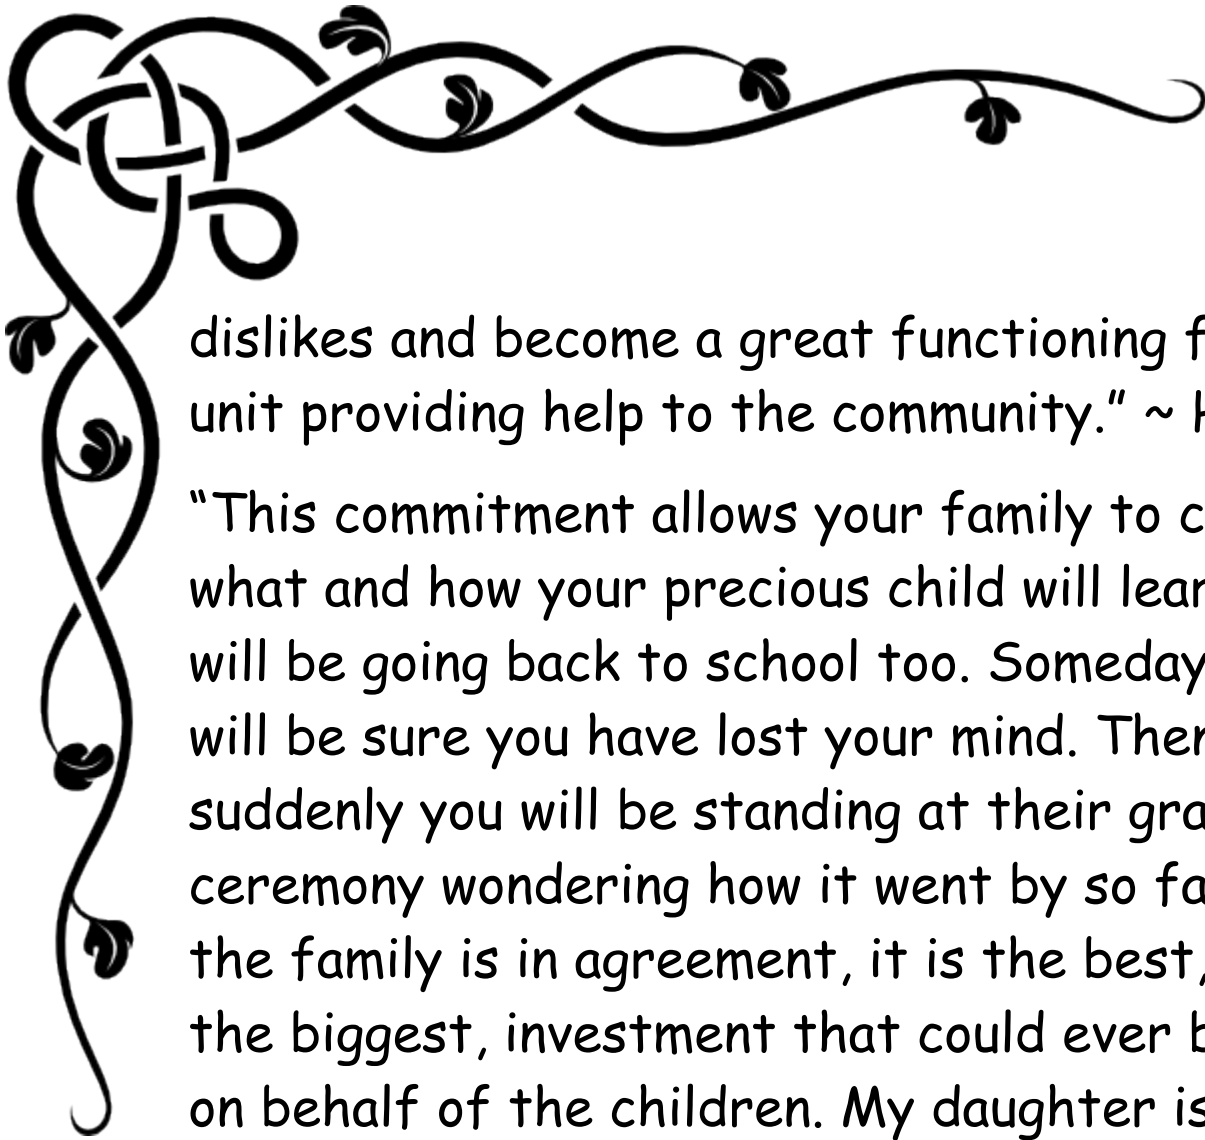 dislikes and become a great functioning f
unit providing help to the community.” ~
“This commitment allows your family to c
what and how your precious child will lear
will be going back to school too. Someday
will be sure you have lost your mind. Ther
suddenly you will be standing at their gra
ceremony wondering how it went by so fa
the family is in agreement, it is the best,
the biggest, investment that could ever b
on behalf of the children. My daughter is